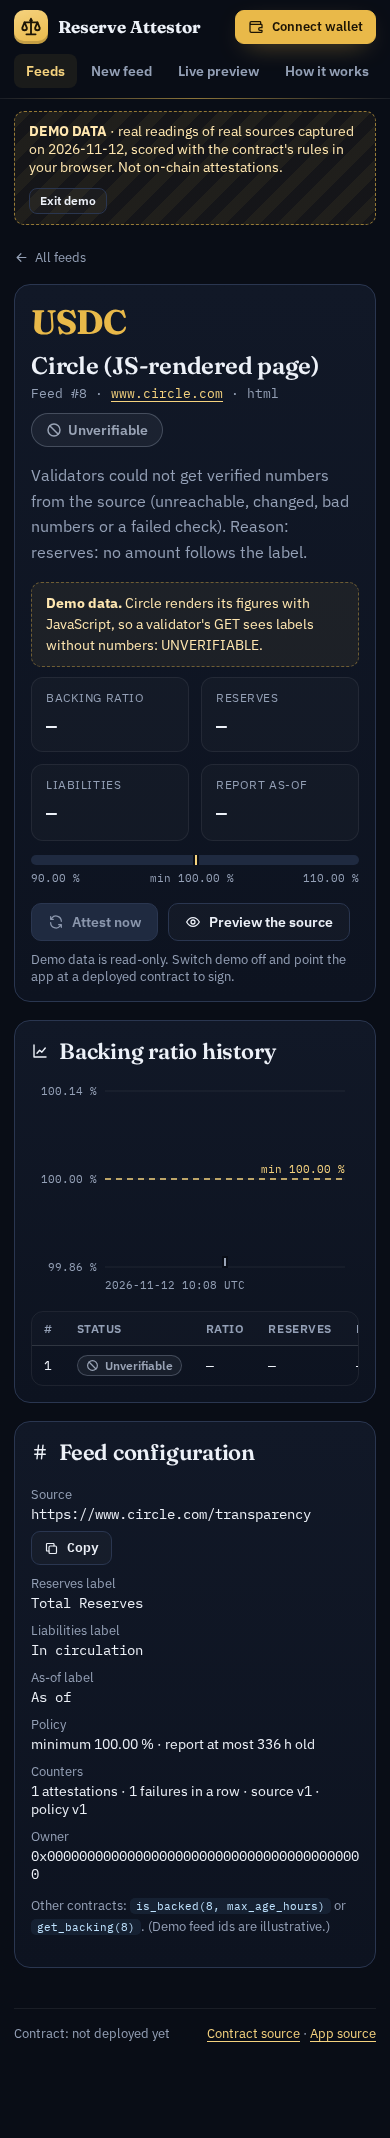 Reserve Attestor
Connect wallet
Feeds
New feed
Live preview
How it works
DEMO DATA · real readings of real sources captured
on 2026-11-12, scored with the contract's rules in
your browser. Not on-chain attestations.
Exit demo
← All feeds
USDC
Circle (JS-rendered page)
Feed #8 · www.circle.com · html
Unverifiable
Validators could not get verified numbers
from the source (unreachable, changed, bad
numbers or a failed check). Reason:
reserves: no amount follows the label.
Demo data. Circle renders its figures with
JavaScript, so a validator's GET sees labels
without numbers: UNVERIFIABLE.
BACKING RATIO
—
RESERVES
—
LIABILITIES
—
REPORT AS-OF
—
90.00 %
min 100.00 %
110.00 %
Attest now
Preview the source
Demo data is read-only. Switch demo off and point the
app at a deployed contract to sign.
Backing ratio history
100.14 %
min 100.00 %
100.00 %
99.86 %
2026-11-12 10:08 UTC
# STATUS RATIO RESERVES
1 Unverifiable — —
Feed configuration
Source
https://www.circle.com/transparency
Copy
Reserves label
Total Reserves
Liabilities label
In circulation
As-of label
As of
Policy
minimum 100.00 % · report at most 336 h old
Counters
1 attestations · 1 failures in a row · source v1 ·
policy v1
Owner
0x000000000000000000000000000000000000000
0
Other contracts: is_backed(8, max_age_hours) or
get_backing(8). (Demo feed ids are illustrative.)
Contract: not deployed yet
Contract source · App source